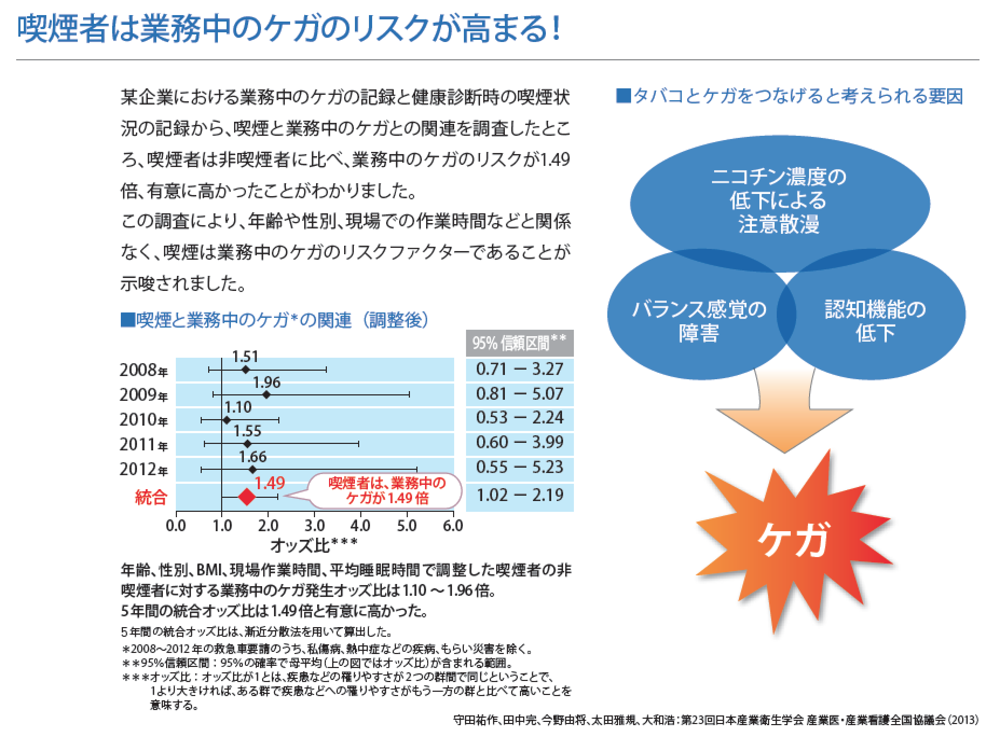 喫煙者は業務中のケガのリスクが高まる！
某企業における業務中のケガの記録と健康診断時の喫煙状
況の記録から、喫煙と業務中のケガとの関連を調査したとこ
ろ、喫煙者は非喫煙者に比べ、業務中のケガのリスクが1.49
倍、有意に高かったことがわかりました。
この調査により、年齢や性別、現場での作業時間などと関係
なく、喫煙は業務中のケガのリスクファクターであることが
示唆されました。
■喫煙と業務中のケガ*の関連（調整後）
95% 信頼区間**
2008年 1.51 0.71 － 3.27
2009年 1.96 0.81 － 5.07
2010年 1.10 0.53 － 2.24
2011年 1.55 0.60 － 3.99
2012年 1.66 0.55 － 5.23
統合 1.49 1.02 － 2.19
喫煙者は、業務中の
ケガが 1.49 倍
0.0 1.0 2.0 3.0 4.0 5.0 6.0
オッズ比***
年齢、性別、BMI、現場作業時間、平均睡眠時間で調整した喫煙者の非
喫煙者に対する業務中のケガ発生オッズ比は 1.10 ～ 1.96 倍。
5 年間の統合オッズ比は 1.49 倍と有意に高かった。
5 年間の統合オッズ比は、漸近分散法を用いて算出した。
＊2008～2012 年の救急車要請のうち、私傷病、熱中症などの疾病、もらい災害を除く。
＊＊95%信頼区間：95%の確率で母平均（上の図ではオッズ比）が含まれる範囲。
＊＊＊オッズ比：オッズ比が 1 とは、疾患などの罹りやすさが 2 つの群間で同じということで、
1 より大きければ、ある群で疾患などへの罹りやすさがもう一方の群と比べて高いことを
意味する。
■タバコとケガをつなげると考えられる要因
ニコチン濃度の
低下による
注意散漫
バランス感覚の
障害
認知機能の
低下
ケガ
守田祐作、田中完、今野由将、太田雅規、大和浩：第23回日本産業衛生学会 産業医・産業看護全国協議会（2013）